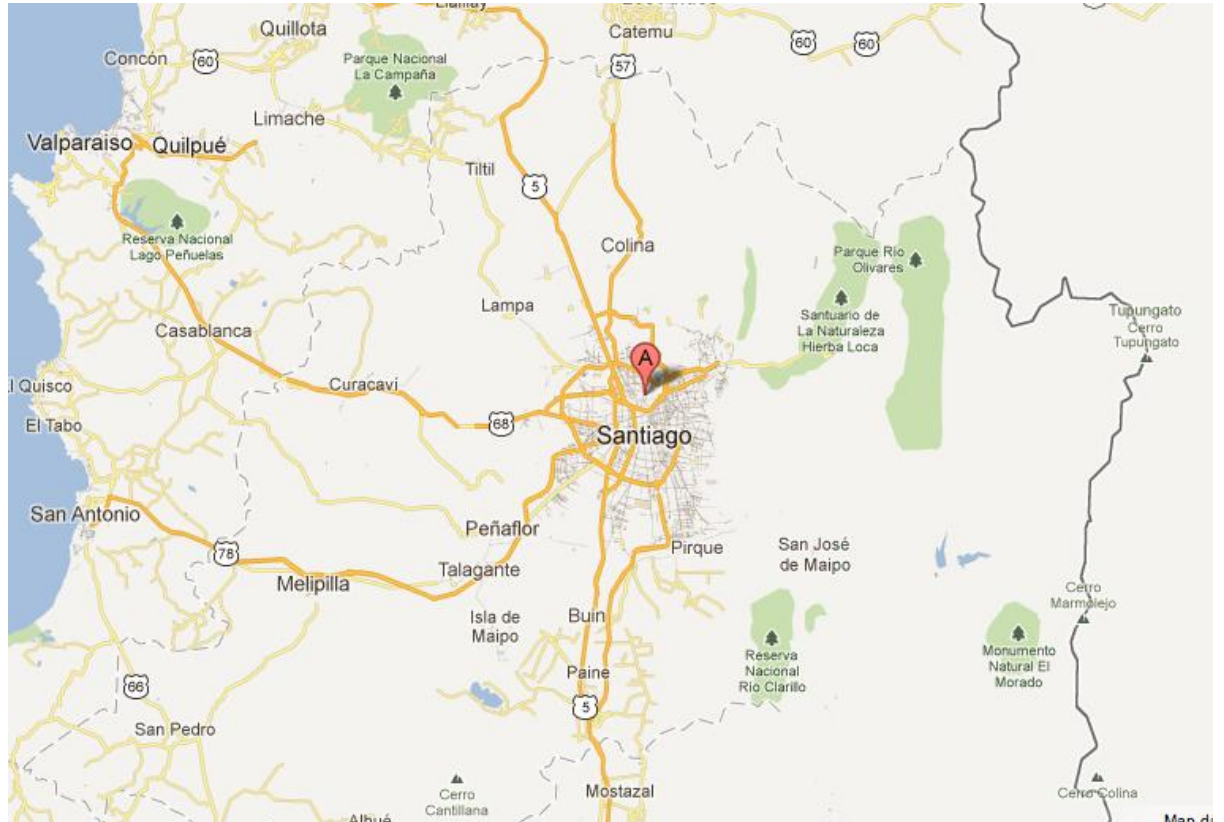 Quillota
Catemu
Concón
60
57
60
60
Parque Nacional
La Campaña
Limache
Valparaiso
Quilpué
Tiltil
5
Reserva Nacional
Lago Peñuelas
Colina
Parque Río
Olivares
Lampa
Santuario de
La Naturaleza
Hierba Loca
Tupungato
Cerro
Tupungato
Casablanca
A
Curacaví
El Quisco
El Tabo
68
Santiago
San Antonio
Peñaflor
78
Pirque
San José
de Maipo
Melipilla
Talagante
Cerro
Marmolejo
Isla de
Maipo
Buin
Reserva
Nacional
Río Clarillo
Monumento
Natural El
Morado
Paine
66
5
San Pedro
Cerro
Cantillana
Mostazal
Cerro Colina